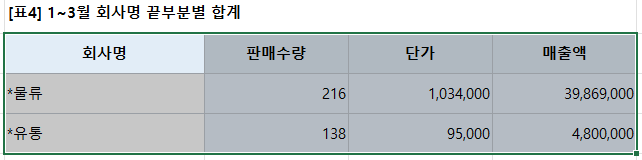 [표4] 1~3월 회사명 끝부분별 합계
회사명 판매수량 단가 매출액
*물류 216 1,034,000 39,869,000
*유통 138 95,000 4,800,000